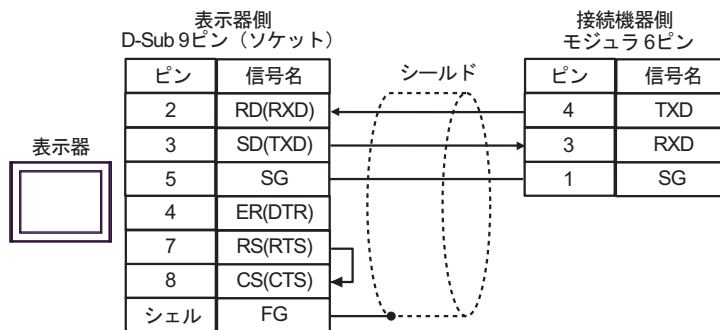 表示器側
D-Sub 9ピン（ソケット）
接続機器側
モジュラ 6ピン
ピン 信号名 シールド ピン 信号名
2 RD(RXD) 4 TXD
表示器 3 SD(TXD) 3 RXD
5 SG 1 SG
4 ER(DTR)
7 RS(RTS)
8 CS(CTS)
シェル FG